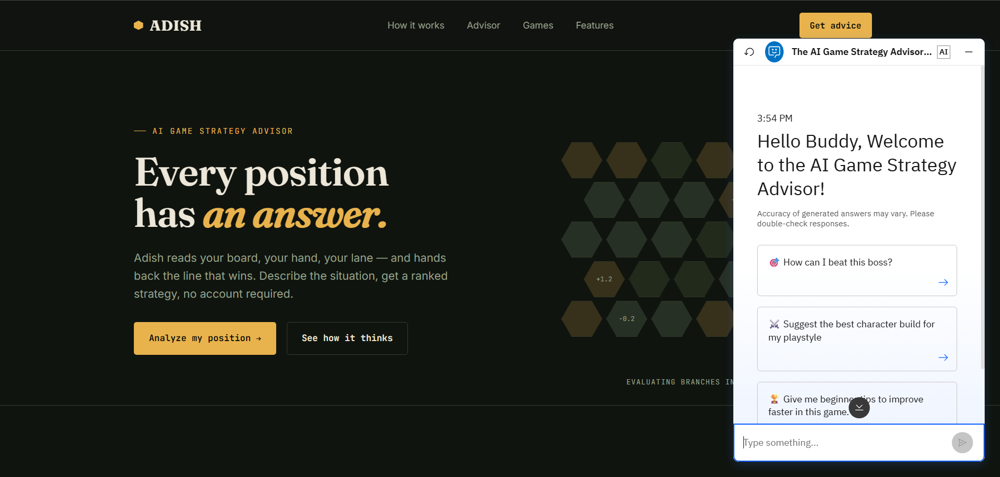 ADISH
How it works
Advisor
Games
Features
Get advice
AI GAME STRATEGY ADVISOR
Every position
has an answer.
Adish reads your board, your hand, your lane — and hands
back the line that wins. Describe the situation, get a ranked
strategy, no account required.
Analyze my position →
See how it thinks
+1.2
-0.2
EVALUATING BRANCHES IN
The AI Game Strategy Advisor...
AI
3:54 PM
Hello Buddy, Welcome
to the AI Game Strategy
Advisor!
Accuracy of generated answers may vary. Please
double-check responses.
🎯 How can I beat this boss?
⚔️ Suggest the best character build for
my playstyle
🏆 Give me beginner tips to improve
faster in this game.
Type something...